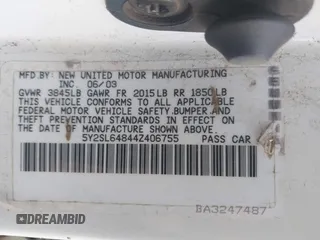 MFD BY NEW UNITED MOTOR MANUFACTURING
INC. 06/03
GVWR 3845LB GAWR FR 2015LB RR 1850LB
THIS VEHICLE CONFORMS TO ALL APPLICABLE
FEDERAL MOTOR VEHICLE SAFETY,BUMPER,AND
THEFT PREVENTION STANDARDS IN EFFECT ON
THE DATE OF MANUFACTURE SHOWN ABOVE.
5Y2SL64844Z406755 PASS CAR
BA3247487